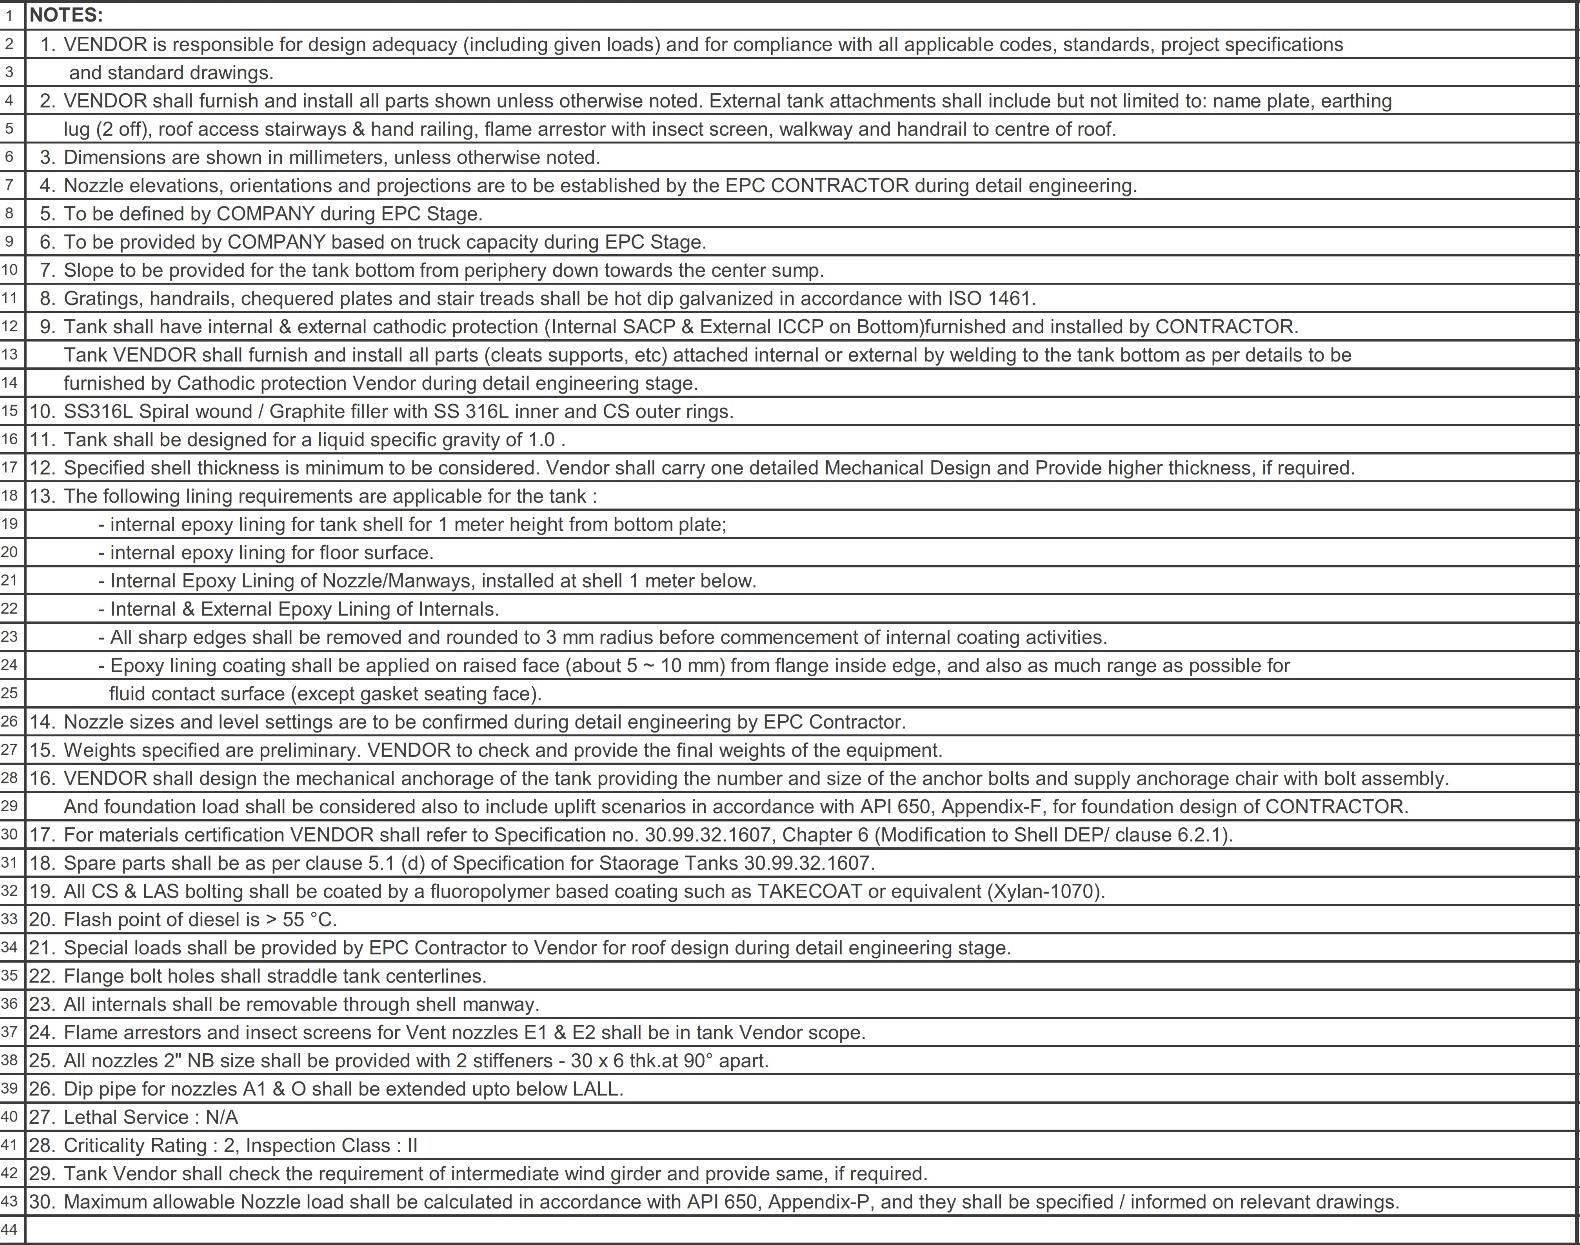 1 NOTES:
2 1. VENDOR is responsible for design adequacy (including given loads) and for compliance with all applicable codes, standards, project specifications
3 and standard drawings.
4 2. VENDOR shall furnish and install all parts shown unless otherwise noted. External tank attachments shall include but not limited to: name plate, earthing
5 lug (2 off), roof access stairways & hand railing, flame arrestor with insect screen, walkway and handrail to centre of roof.
6 3. Dimensions are shown in millimeters, unless otherwise noted.
7 4. Nozzle elevations, orientations and projections are to be established by the EPC CONTRACTOR during detail engineering.
8 5. To be defined by COMPANY during EPC Stage.
9 6. To be provided by COMPANY based on truck capacity during EPC Stage.
10 7. Slope to be provided for the tank bottom from periphery down towards the center sump.
11 8. Gratings, handrails, chequered plates and stair treads shall be hot dip galvanized in accordance with ISO 1461.
12 9. Tank shall have internal & external cathodic protection (Internal SACP & External ICCP on Bottom)furnished and installed by CONTRACTOR.
13 Tank VENDOR shall furnish and install all parts (cleats supports, etc) attached internal or external by welding to the tank bottom as per details to be
14 furnished by Cathodic protection Vendor during detail engineering stage.
15 10. SS316L Spiral wound / Graphite filler with SS 316L inner and CS outer rings.
16 11. Tank shall be designed for a liquid specific gravity of 1.0 .
17 12. Specified shell thickness is minimum to be considered. Vendor shall carry one detailed Mechanical Design and Provide higher thickness, if required.
18 13. The following lining requirements are applicable for the tank :
19 - internal epoxy lining for tank shell for 1 meter height from bottom plate;
20 - internal epoxy lining for floor surface.
21 - Internal Epoxy Lining of Nozzle/Manways, installed at shell 1 meter below.
22 - Internal & External Epoxy Lining of Internals.
23 - All sharp edges shall be removed and rounded to 3 mm radius before commencement of internal coating activities.
24 - Epoxy lining coating shall be applied on raised face (about 5 ~ 10 mm) from flange inside edge, and also as much range as possible for
25 fluid contact surface (except gasket seating face).
26 14. Nozzle sizes and level settings are to be confirmed during detail engineering by EPC Contractor.
27 15. Weights specified are preliminary. VENDOR to check and provide the final weights of the equipment.
28 16. VENDOR shall design the mechanical anchorage of the tank providing the number and size of the anchor bolts and supply anchorage chair with bolt assembly.
29 And foundation load shall be considered also to include uplift scenarios in accordance with API 650, Appendix-F, for foundation design of CONTRACTOR.
30 17. For materials certification VENDOR shall refer to Specification no. 30.99.32.1607, Chapter 6 (Modification to Shell DEP/ clause 6.2.1).
31 18. Spare parts shall be as per clause 5.1 (d) of Specification for Staorage Tanks 30.99.32.1607.
32 19. All CS & LAS bolting shall be coated by a fluoropolymer based coating such as TAKECOAT or equivalent (Xylan-1070).
33 20. Flash point of diesel is > 55 °C.
34 21. Special loads shall be provided by EPC Contractor to Vendor for roof design during detail engineering stage.
35 22. Flange bolt holes shall straddle tank centerlines.
36 23. All internals shall be removable through shell manway.
37 24. Flame arrestors and insect screens for Vent nozzles E1 & E2 shall be in tank Vendor scope.
38 25. All nozzles 2" NB size shall be provided with 2 stiffeners - 30 x 6 thk.at 90° apart.
39 26. Dip pipe for nozzles A1 & O shall be extended upto below LALL.
40 27. Lethal Service : N/A
41 28. Criticality Rating : 2, Inspection Class : II
42 29. Tank Vendor shall check the requirement of intermediate wind girder and provide same, if required.
43 30. Maximum allowable Nozzle load shall be calculated in accordance with API 650, Appendix-P, and they shall be specified / informed on relevant drawings.
44